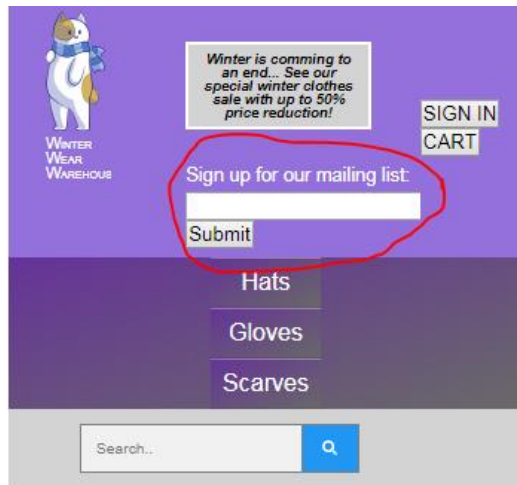 Winter is comming to
an end... See our
special winter clothes
sale with up to 50%
price reduction!
SIGN IN
CART
WINTER
WEAR
WAREHOUS
Sign up for our mailing list:
Submit
Hats
Gloves
Scarves
Search..